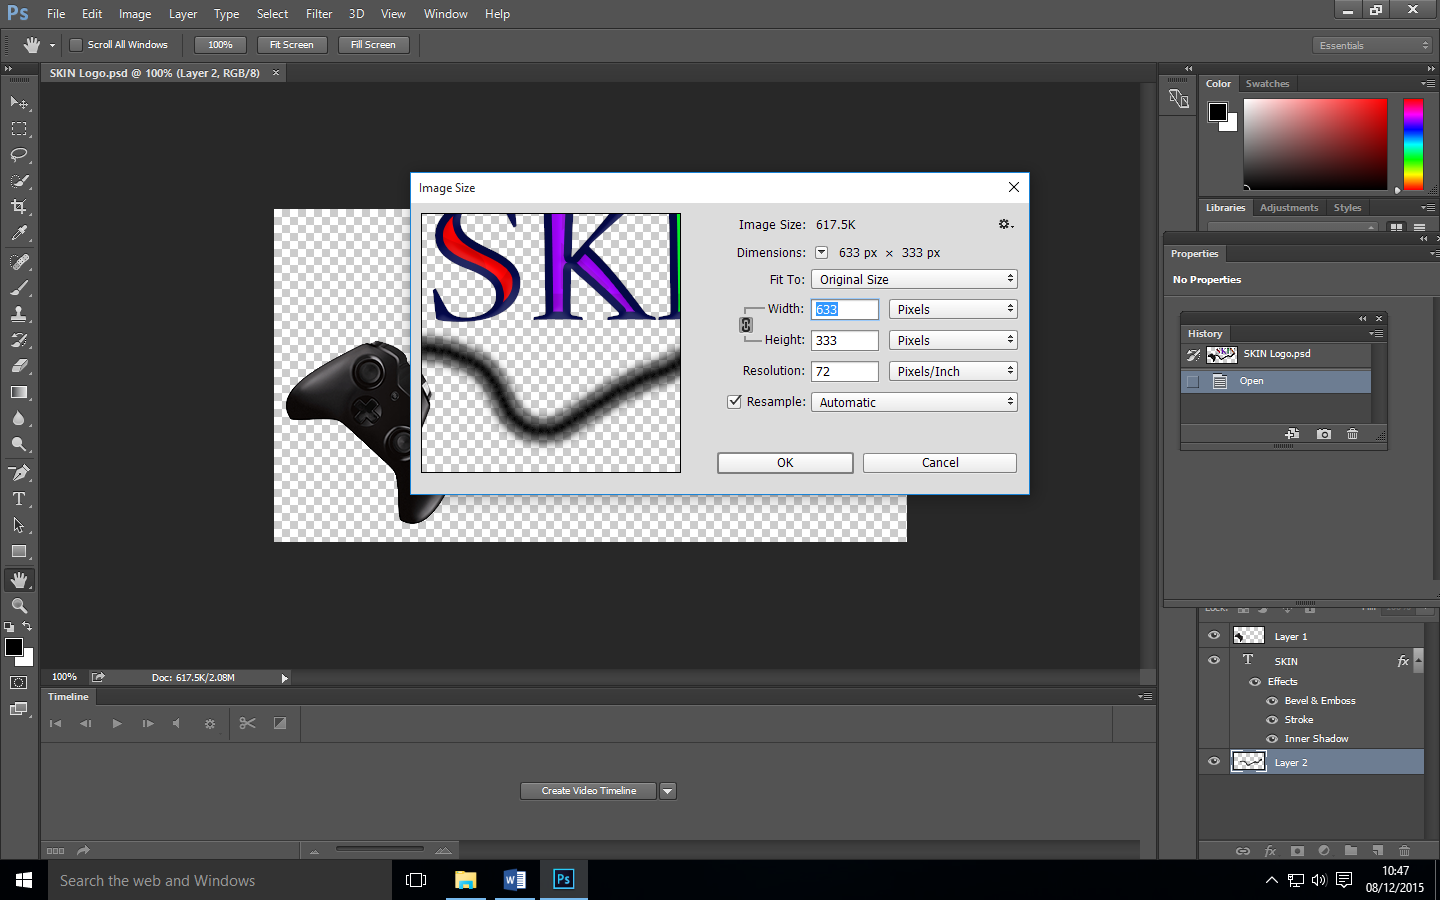 Ps File Edit Image Layer Type Select Filter 3D View Window Help
Scroll All Windows 100% Fit Screen Fill Screen Essentials
SKIN Logo.psd @ 100% (Layer 2, RGB/8) ×
Color Swatches
Libraries Adjustments Styles
Properties
No Properties
History
SKIN Logo.psd
Open
Image Size
SKI
Image Size: 617.5K
Dimensions: 633 px × 333 px
Fit To: Original Size
Width: 633 Pixels
Height: 333 Pixels
Resolution: 72 Pixels/Inch
Resample: Automatic
OK Cancel
Layer 1
T SKIN fx
Effects
Bevel & Emboss
Stroke
Inner Shadow
Layer 2
100% Doc: 617.5K/2.08M
Timeline
Create Video Timeline
fx
Search the web and Windows
W Ps
10:47
08/12/2015